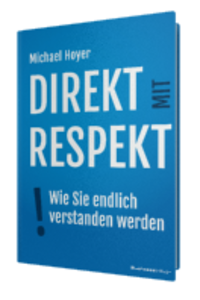 Michael Hoyer
DIREKT
MIT
RESPEKT
! Wie Sie endlich
verstanden werden